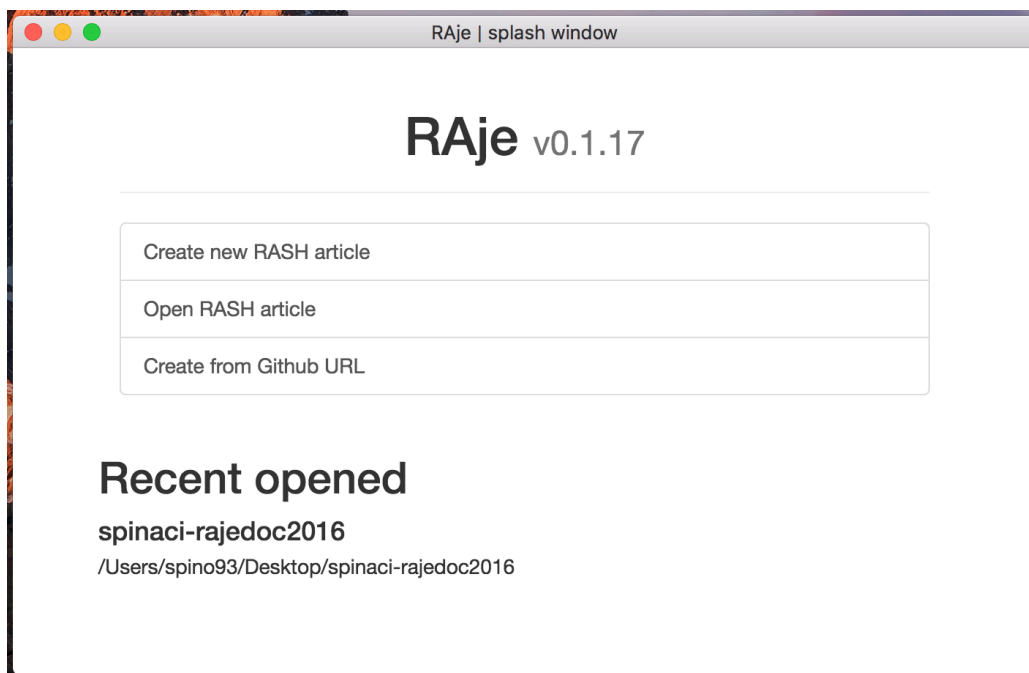 RAje | splash window
RAje v0.1.17
Create new RASH article
Open RASH article
Create from Github URL
Recent opened
spinaci-rajedoc2016
/Users/spino93/Desktop/spinaci-rajedoc2016